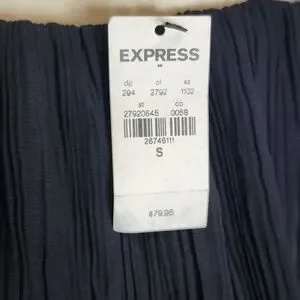 EXPRESS
dp cl sz
294 2792 1102
st co
27920645 0058
26746111
S
$79.95